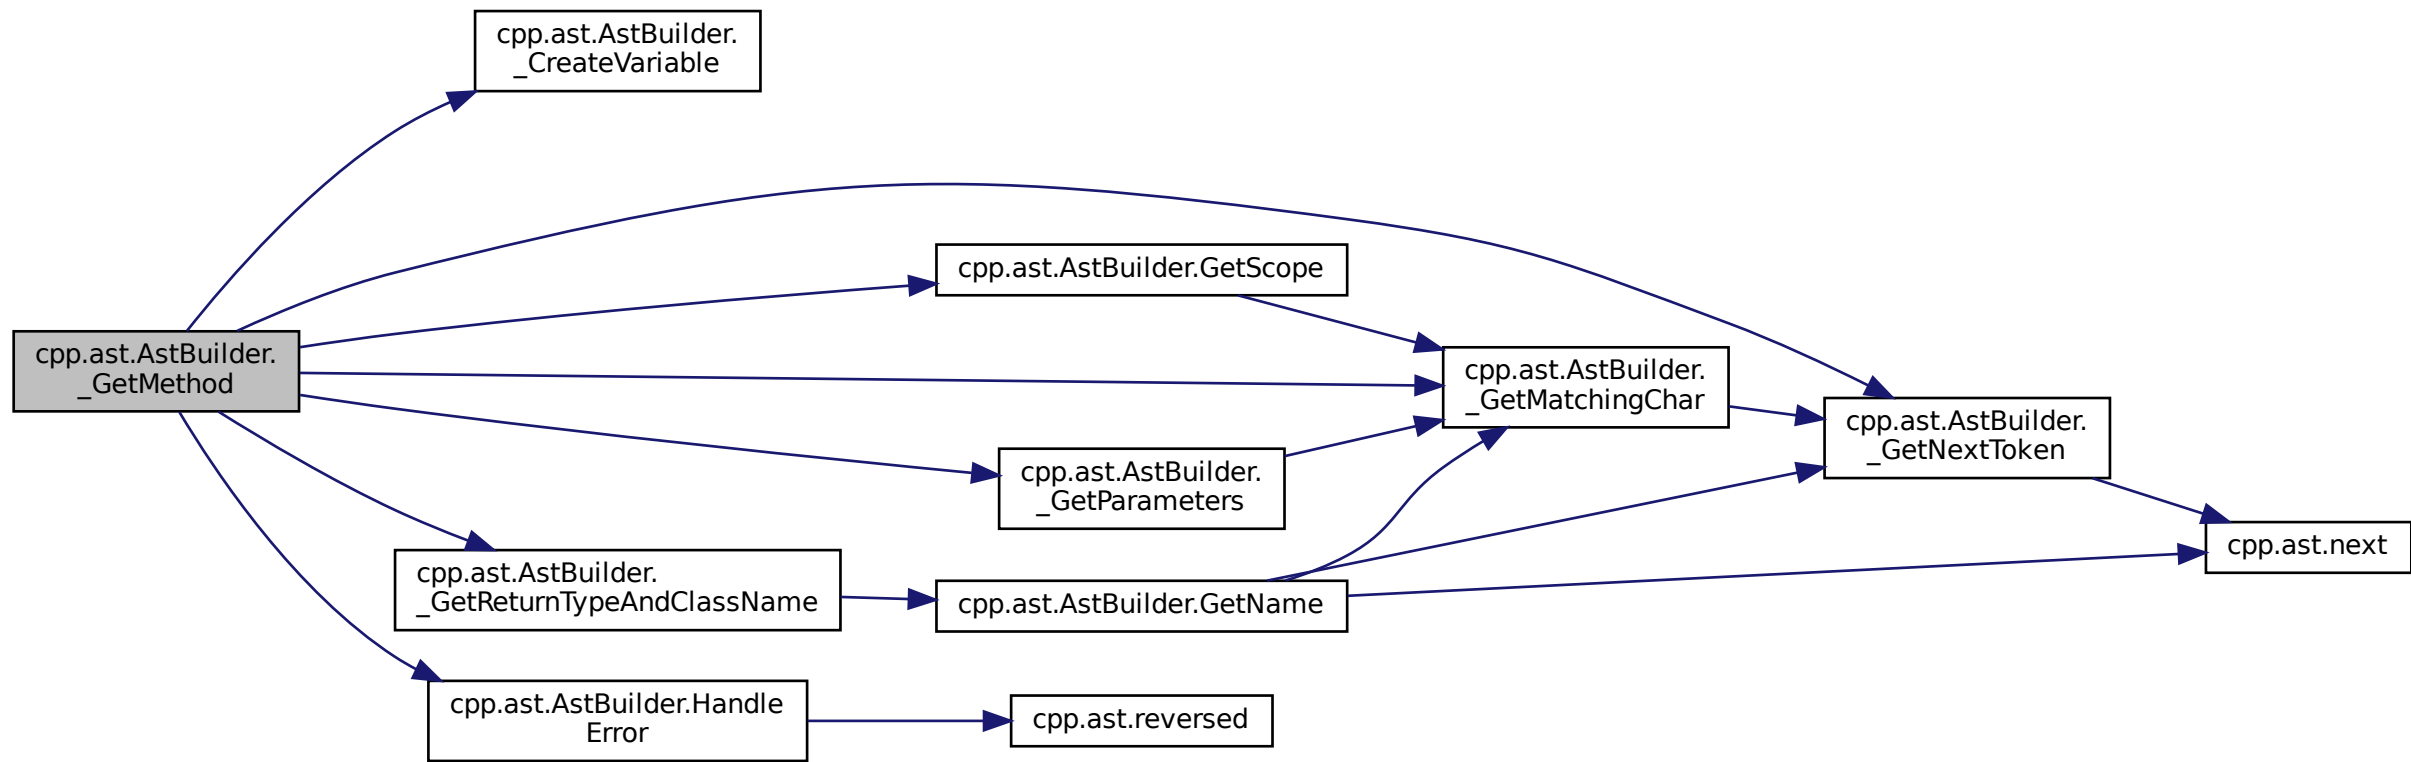 cpp.ast.AstBuilder.
_CreateVariable
cpp.ast.AstBuilder.GetScope
cpp.ast.AstBuilder.
_GetMethod
cpp.ast.AstBuilder.
_GetMatchingChar
cpp.ast.AstBuilder.
_GetNextToken
cpp.ast.AstBuilder.
_GetParameters
cpp.ast.next
cpp.ast.AstBuilder.
_GetReturnTypeAndClassName
cpp.ast.AstBuilder.GetName
cpp.ast.AstBuilder.Handle
Error
cpp.ast.reversed